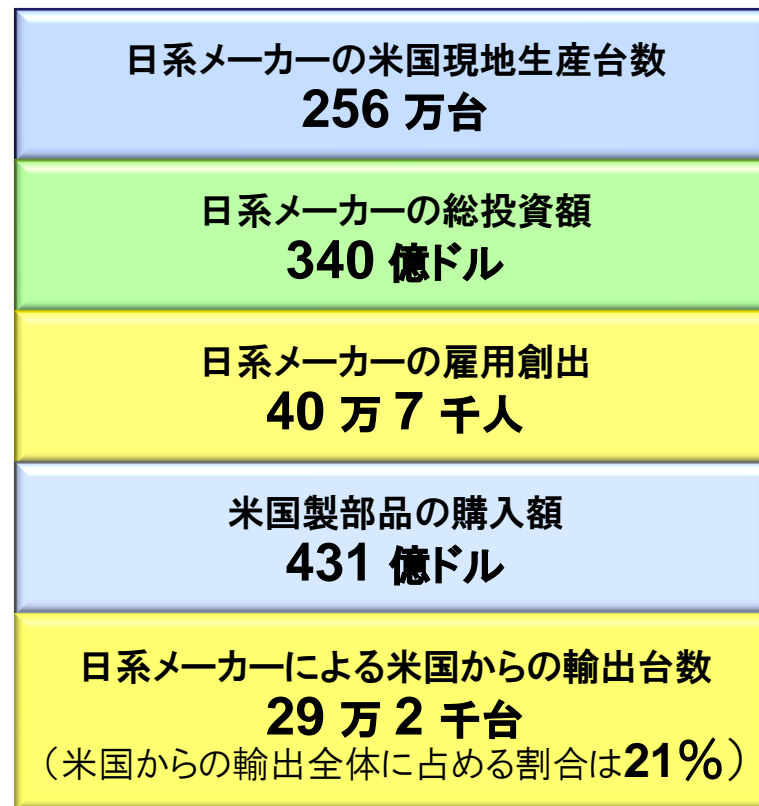 日系メーカーの米国現地生産台数
256 万台
日系メーカーの総投資額
340 億ドル
日系メーカーの雇用創出
40 万 7 千人
米国製部品の購入額
431 億ドル
日系メーカーによる米国からの輸出台数
29 万 2 千台
（米国からの輸出全体に占める割合は21％）